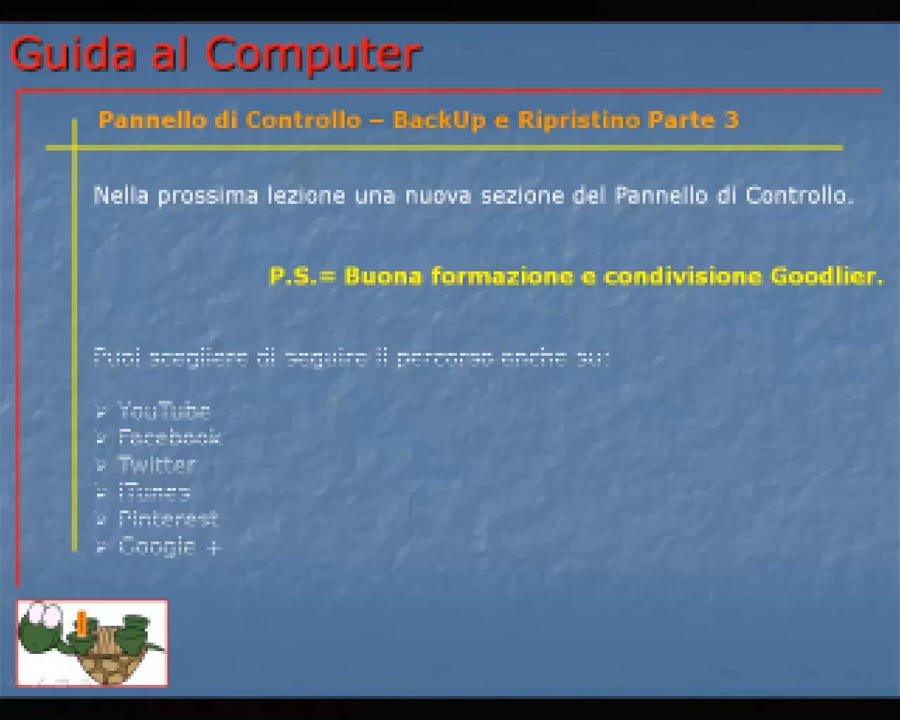 Guida al Computer
Pannello di Controllo – BackUp e Ripristino Parte 3
Nella prossima lezione una nuova sezione del Pannello di Controllo.
P.S.= Buona formazione e condivisione Goodlier.
Puoi scegliere di seguire il percorso anche su:
➢ YouTube
➢ Facebook
➢ Twitter
➢ iTunes
➢ Pinterest
➢ Google +